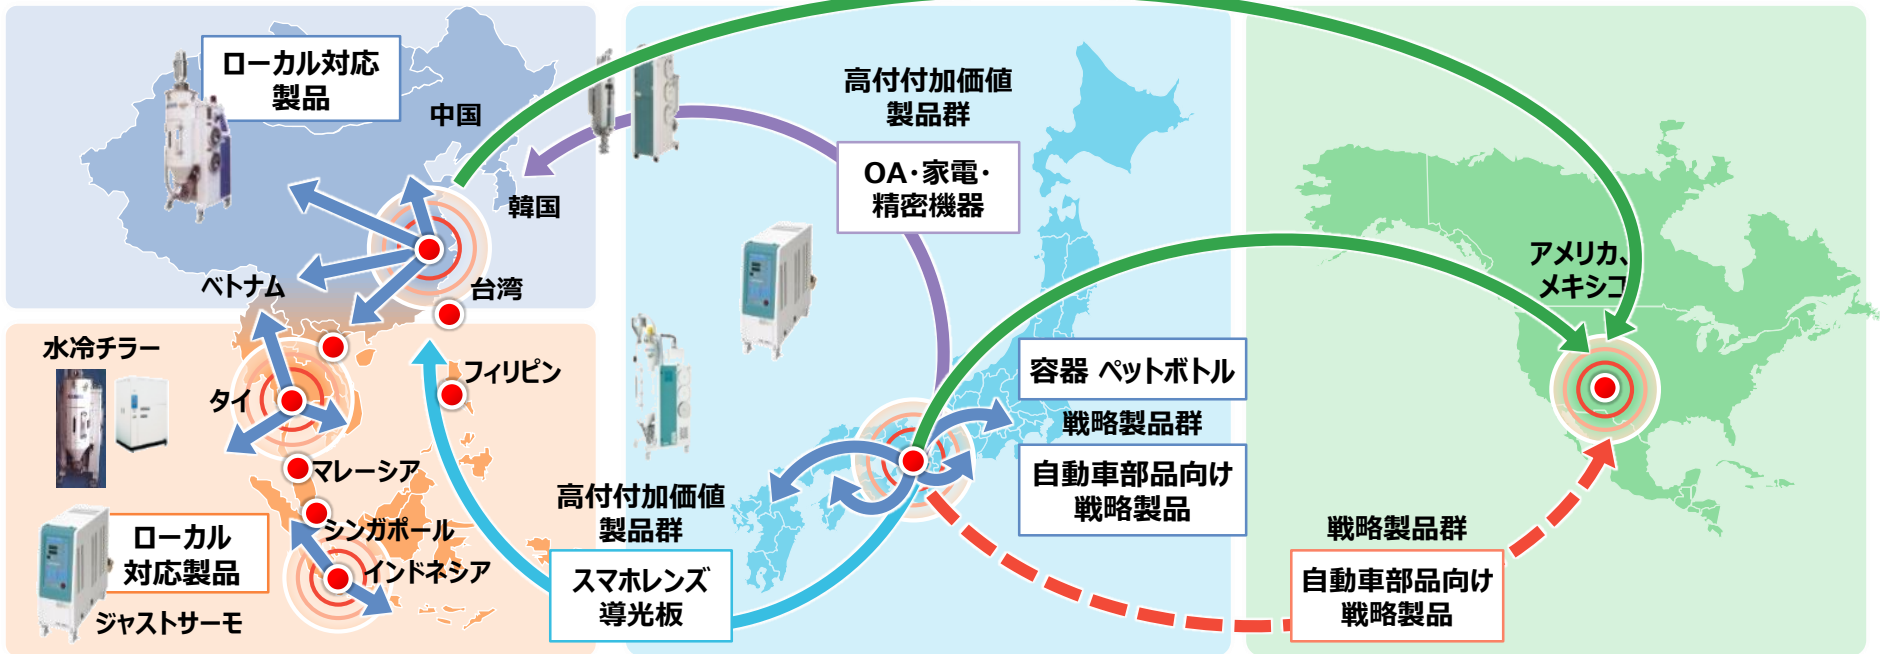 ローカル対応
製品
中国
韓国
ベトナム
台湾
水冷チラー
タイ
フィリピン
マレーシア
シンガポール
インドネシア
ローカル
対応製品
ジャストサーモ
高付付加価値
製品群
OA・家電・
精密機器
容器 ペットボトル
戦略製品群
自動車部品向け
戦略製品
高付付加価値
製品群
スマホレンズ
導光板
アメリカ、
メキシコ
戦略製品群
自動車部品向け
戦略製品